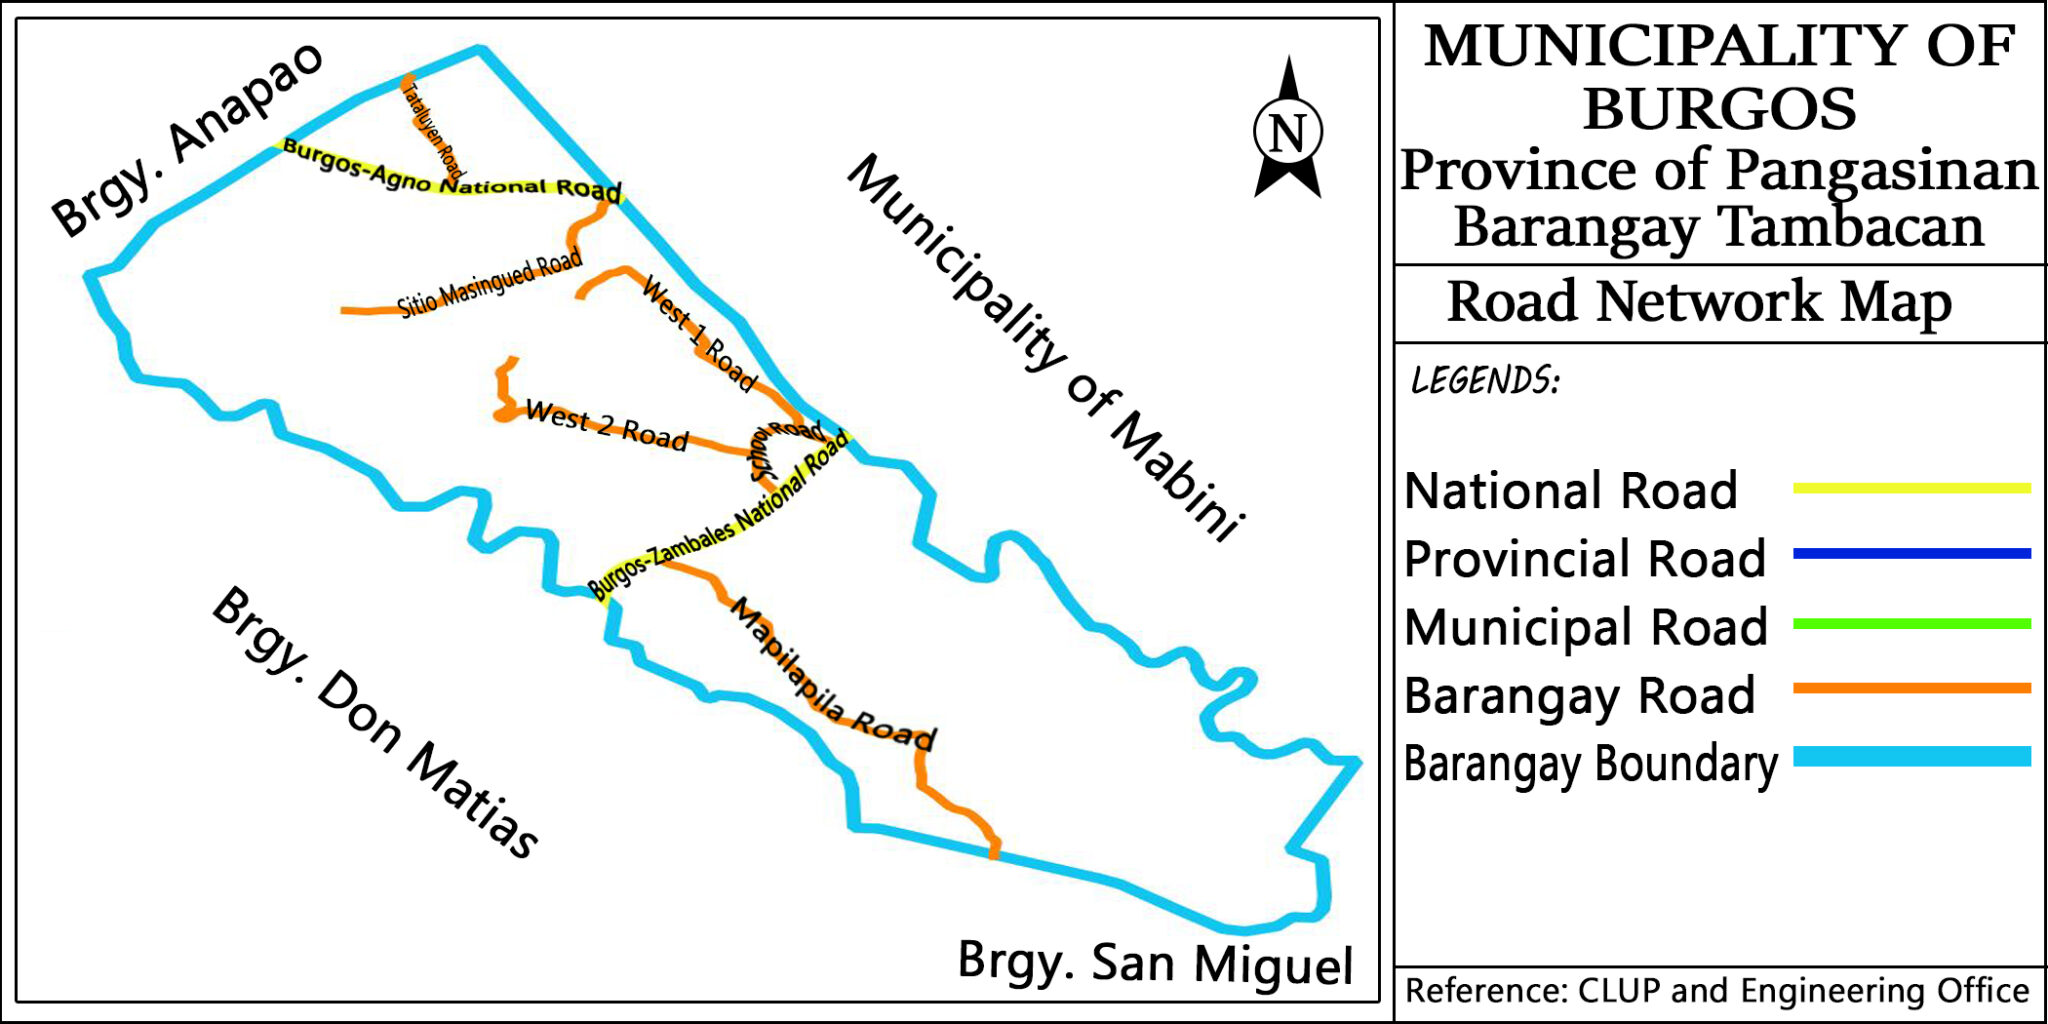 MUNICIPALITY OF
BURGOS
Province of Pangasinan
Barangay Tambacan
Road Network Map
LEGENDS:
National Road
Provincial Road
Municipal Road
Barangay Road
Barangay Boundary
Reference: CLUP and Engineering Office
N
Brgy. Anapao
Tataluyen Road
Burgos-Agno National Road
Municipality of Mabini
Sitio Masingued Road
West 1 Road
West 2 Road
School Road
Burgos-Zambales National Road
Mapilapila Road
Brgy. Don Matias
Brgy. San Miguel